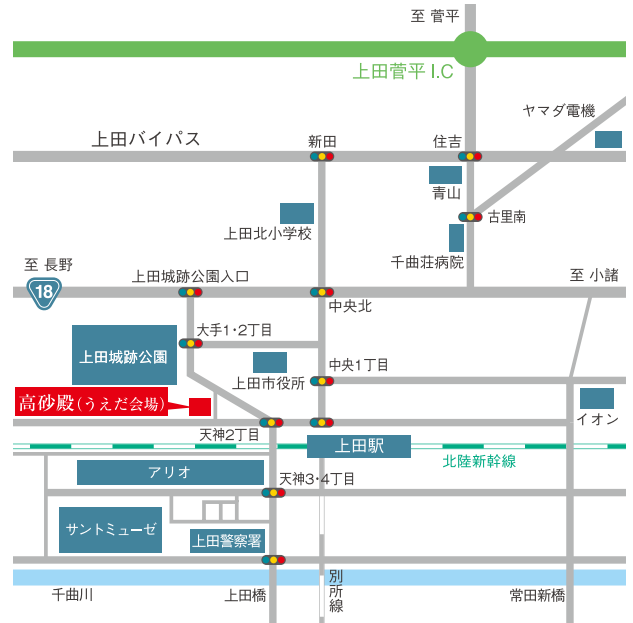 至 菅平
上田菅平 I.C
ヤマダ電機
上田バイパス
新田
住吉
青山
古里南
上田北小学校
千曲荘病院
至 長野
18
上田城跡公園入口
至 小諸
中央北
大手1・2丁目
上田城跡公園
上田市役所
中央1丁目
高砂殿(うえだ会場)
イオン
天神2丁目
上田駅
北陸新幹線
アリオ
天神3・4丁目
サントミューゼ
上田警察署
千曲川
上田橋
別所線
常田新橋